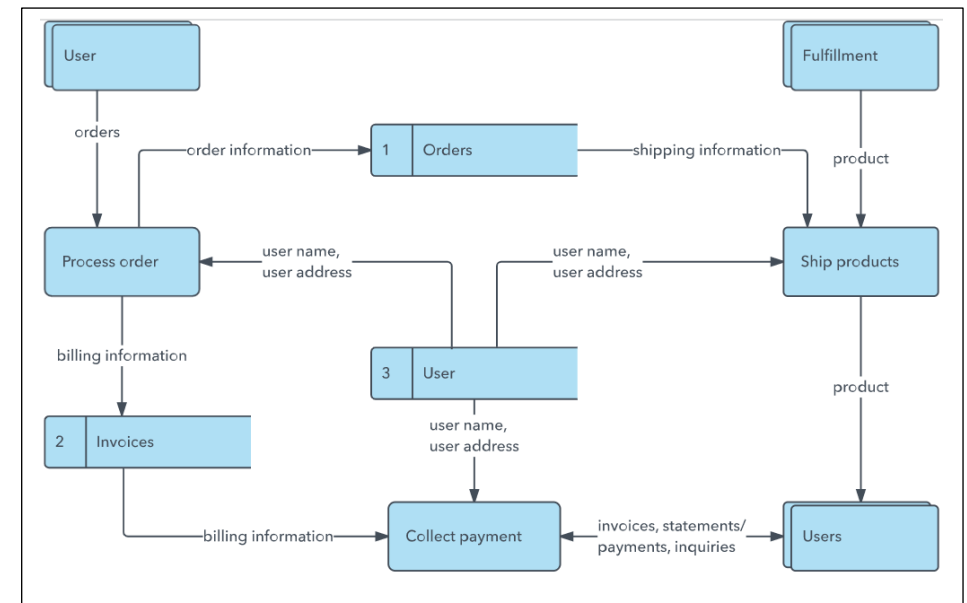 User
Fulfillment
orders
order information
1 Orders
shipping information
product
Process order
user name,
user address
user name,
user address
Ship products
billing information
3 User
product
2 Invoices
user name,
user address
billing information
Collect payment
invoices, statements/
payments, inquiries
Users